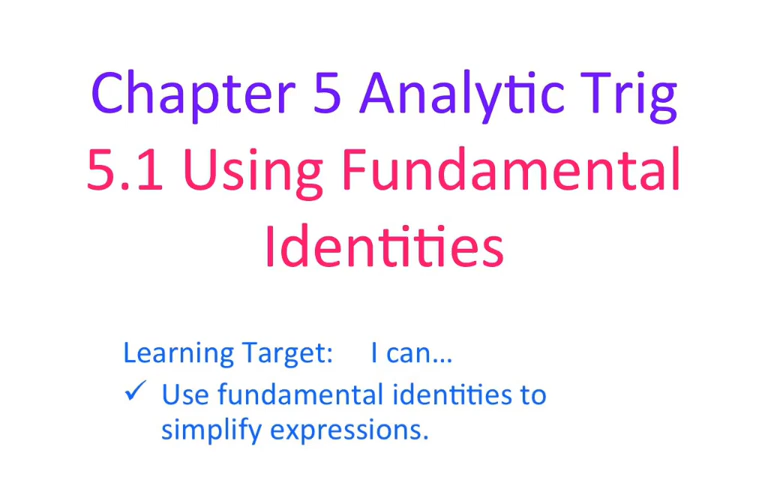 Chapter 5 Analytic Trig
5.1 Using Fundamental
Identities
Learning Target: I can...
✓ Use fundamental identities to
simplify expressions.